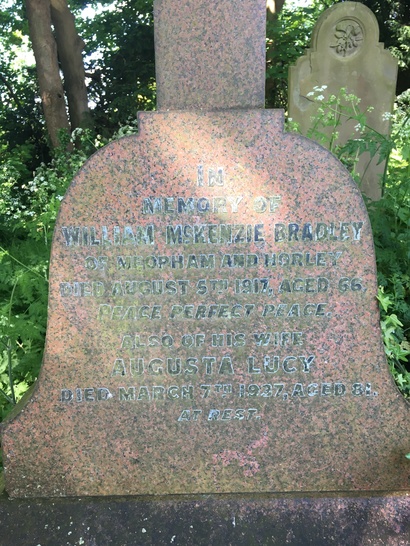 IN
MEMORY OF
WILLIAM MCKENZIE BRADLEY
OF MEOPHAM AND HORLEY
DIED AUGUST 5TH 1917, AGED 66.
PEACE PERFECT PEACE.
ALSO OF HIS WIFE
AUGUSTA LUCY
DIED MARCH 7TH 1937, AGED 81.
AT REST.